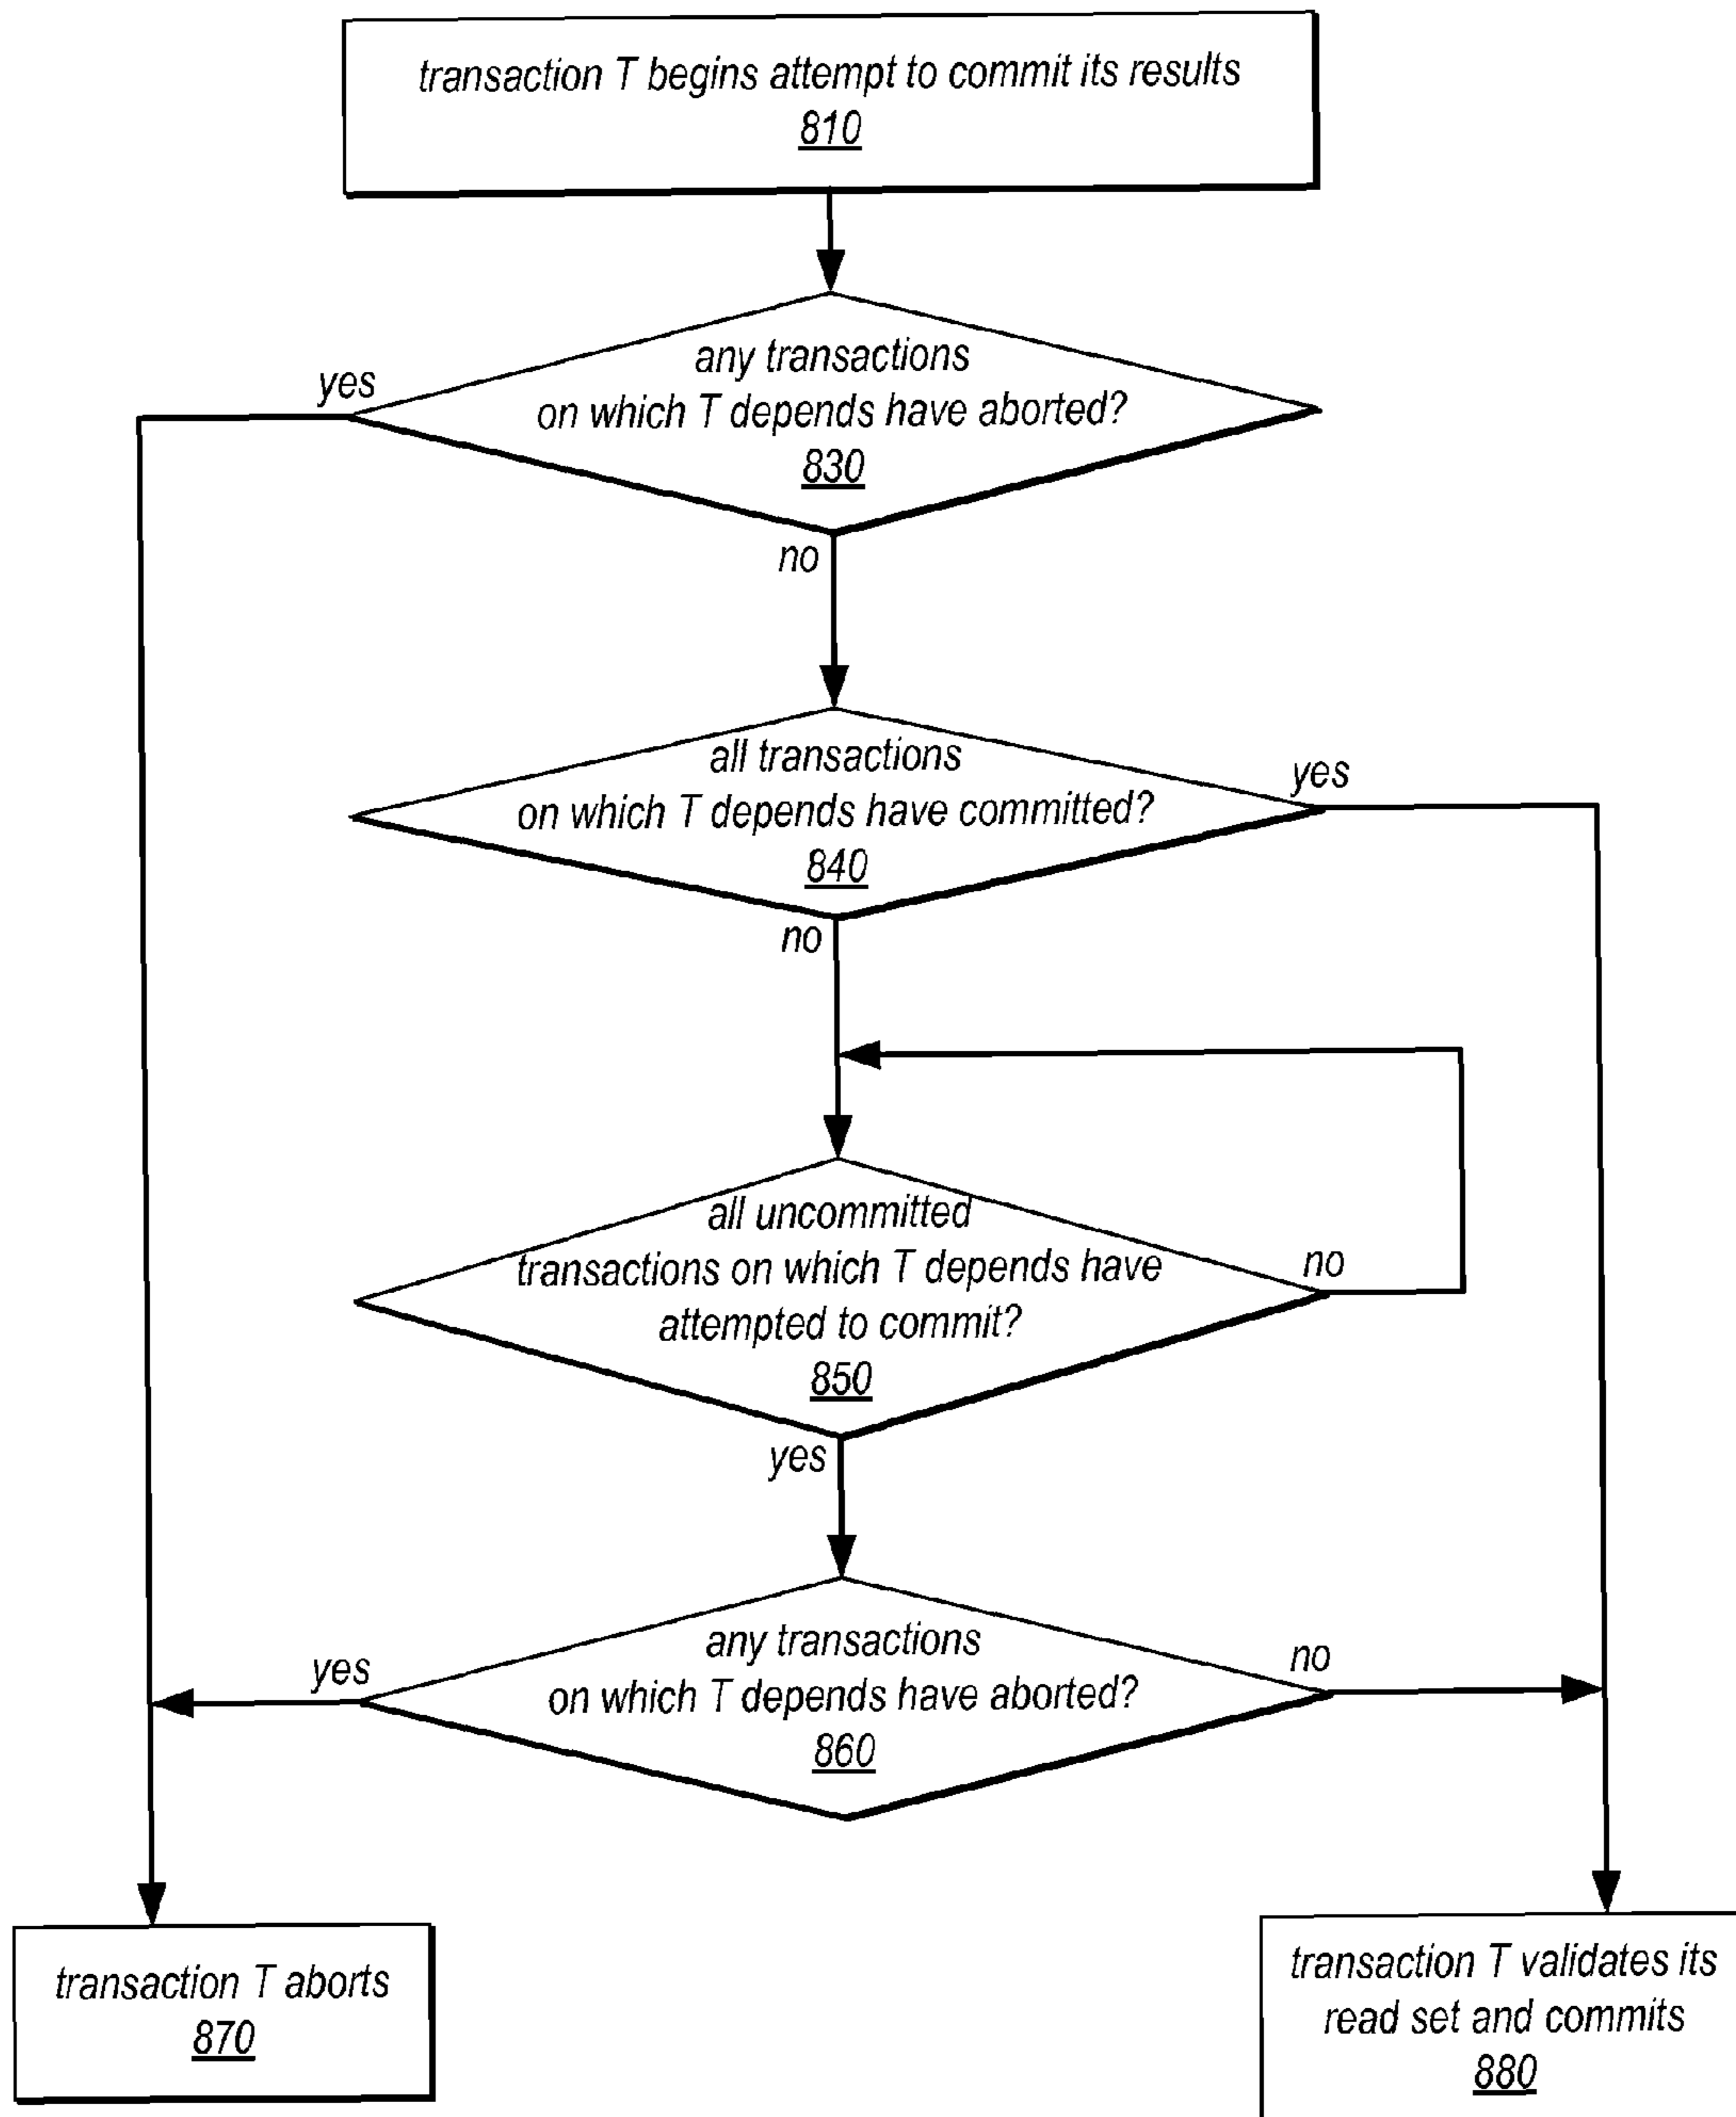 transaction T begins attempt to commit its results
810
yes
any transactions
on which T depends have aborted?
830
no
all transactions
on which T depends have committed?
840
yes
no
all uncommitted
transactions on which T depends have
attempted to commit?
850
no
yes
any transactions
on which T depends have aborted?
860
yes
no
transaction T aborts
870
transaction T validates its
read set and commits
880